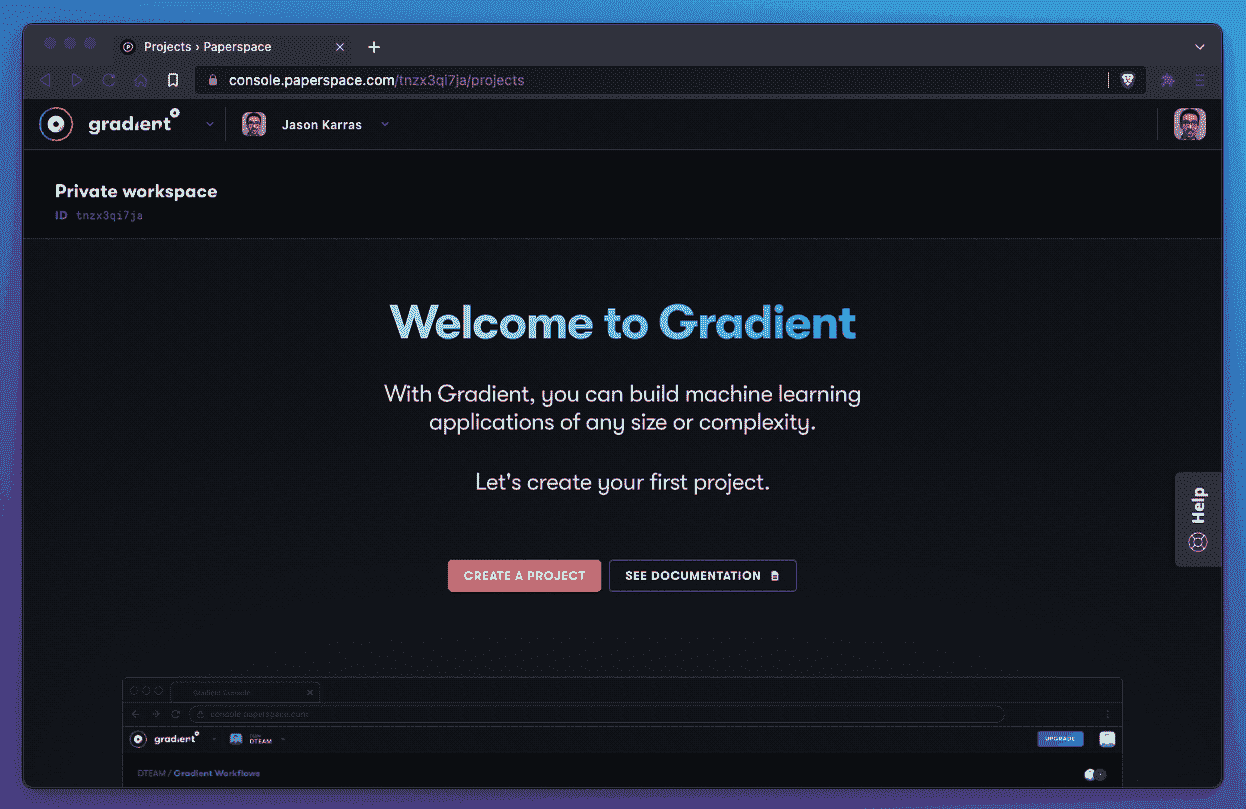 Projects › Paperspace
console.paperspace.com/tnzx3qi7ja/projects
gradient
Jason Karras
Private workspace
ID tnzx3qi7ja
Welcome to Gradient
With Gradient, you can build machine learning
applications of any size or complexity.
Let's create your first project.
Help
CREATE A PROJECT
SEE DOCUMENTATION
Gradient Console
console.paperspace.com
gradient
DTEAM
UPGRADE
DTEAM / Gradient Workflows